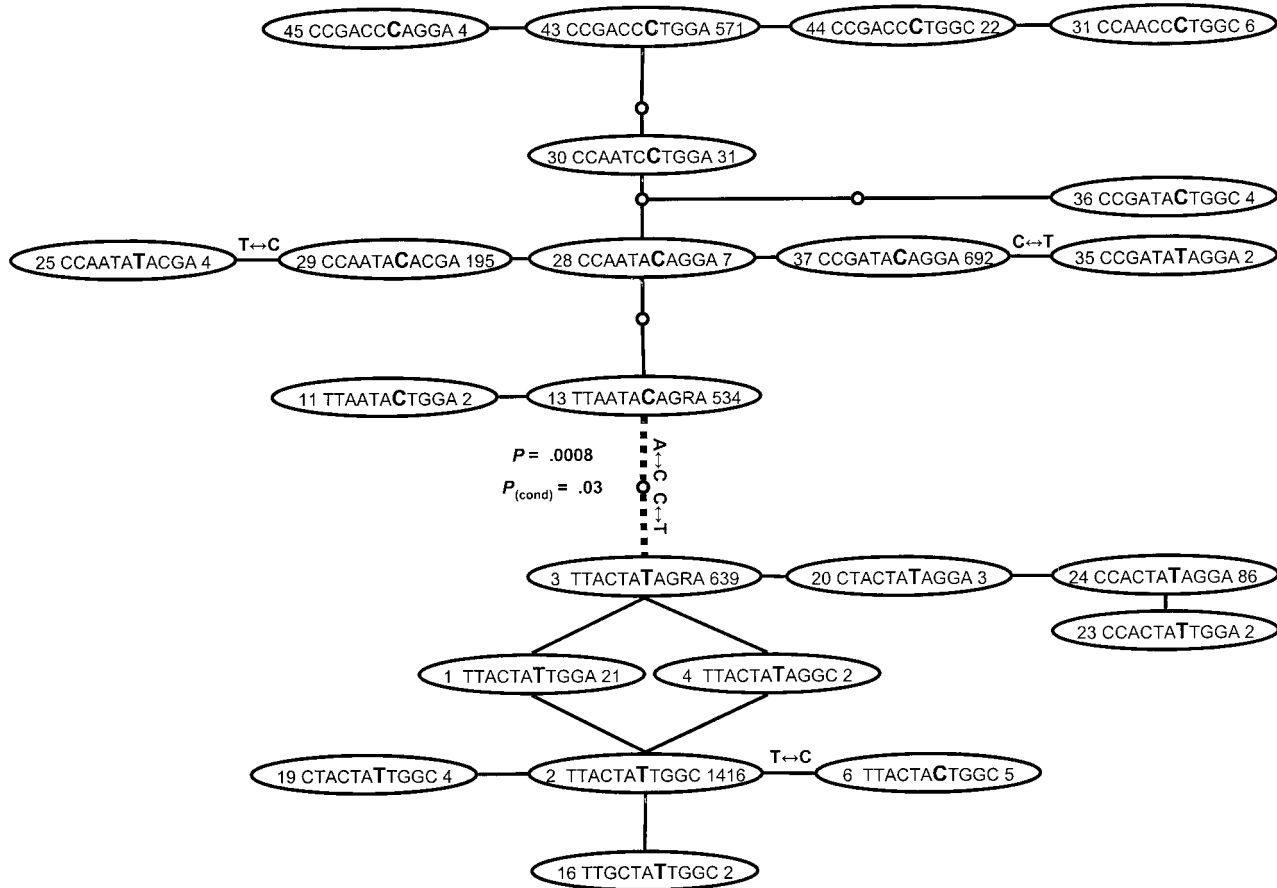 45 CCGACCCAGGA 4
43 CCGACCCTGGA 571
44 CCGACCCTGGC 22
31 CCAACCCTGGC 6
30 CCAATCCTGGA 31
36 CCGATACTGGC 4
T↔C
C↔T
25 CCAATATACGA 4
29 CCAATACACGA 195
28 CCAATACAGGA 7
37 CCGATACAGGA 692
35 CCGATATAGGA 2
11 TTAATACTGGA 2
13 TTAATACAGRA 534
P = .0008
P(cond) = .03
A↔C C↔T
3 TTACTATAGRA 639
20 CTACTATAGGA 3
24 CCACTATAGGA 86
23 CCACTATTGGA 2
1 TTACTATTGGA 21
4 TTACTATAGGC 2
T↔C
19 CTACTATTGGC 4
2 TTACTATTGGC 1416
6 TTACTACTGGC 5
16 TTGCTATTGGC 2